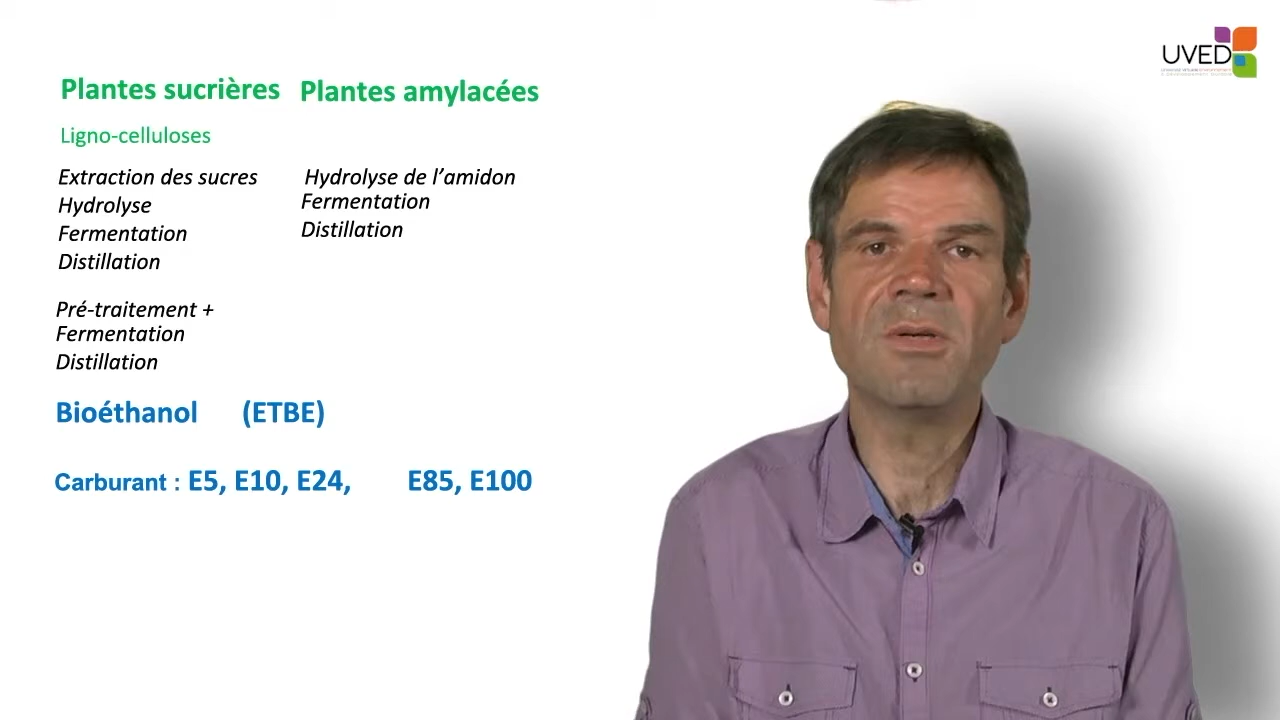 Plantes sucrières
Plantes amylacées
Ligno-celluloses
Extraction des sucres
Hydrolyse
Fermentation
Distillation
Hydrolyse de l’amidon
Fermentation
Distillation
Pré-traitement +
Fermentation
Distillation
Bioéthanol (ETBE)
Carburant : E5, E10, E24, E85, E100
UVED